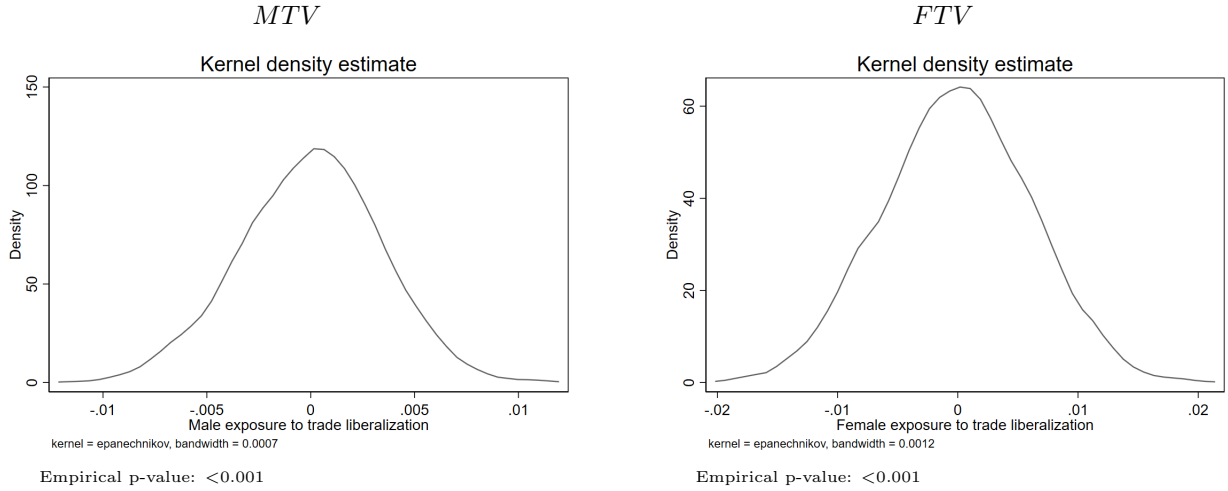 MTV
Kernel density estimate
Density
150
100
50
0
-.01 -.005 0 .005 .01
Male exposure to trade liberalization
kernel = epanechnikov, bandwidth = 0.0007
Empirical p-value: <0.001
FTV
Kernel density estimate
Density
60
40
20
0
-.02 -.01 0 .01 .02
Female exposure to trade liberalization
kernel = epanechnikov, bandwidth = 0.0012
Empirical p-value: <0.001